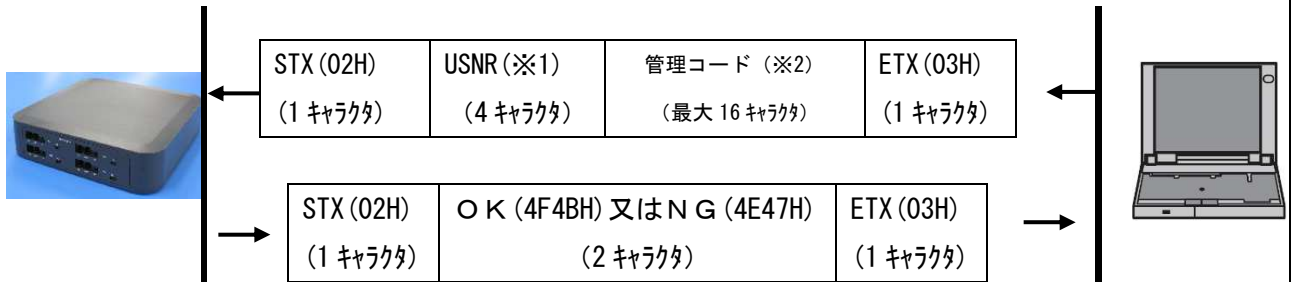 STX(02H)
(1 ｷｬﾗｸﾀ)
USNR(※1)
(4 ｷｬﾗｸﾀ)
管理コード（※2）
（最大 16 ｷｬﾗｸﾀ）
ETX(03H)
(1 ｷｬﾗｸﾀ)
STX(02H)
(1 ｷｬﾗｸﾀ)
ＯＫ(4F4BH)又はＮＧ(4E47H)
(2 ｷｬﾗｸﾀ)
ETX(03H)
(1 ｷｬﾗｸﾀ)